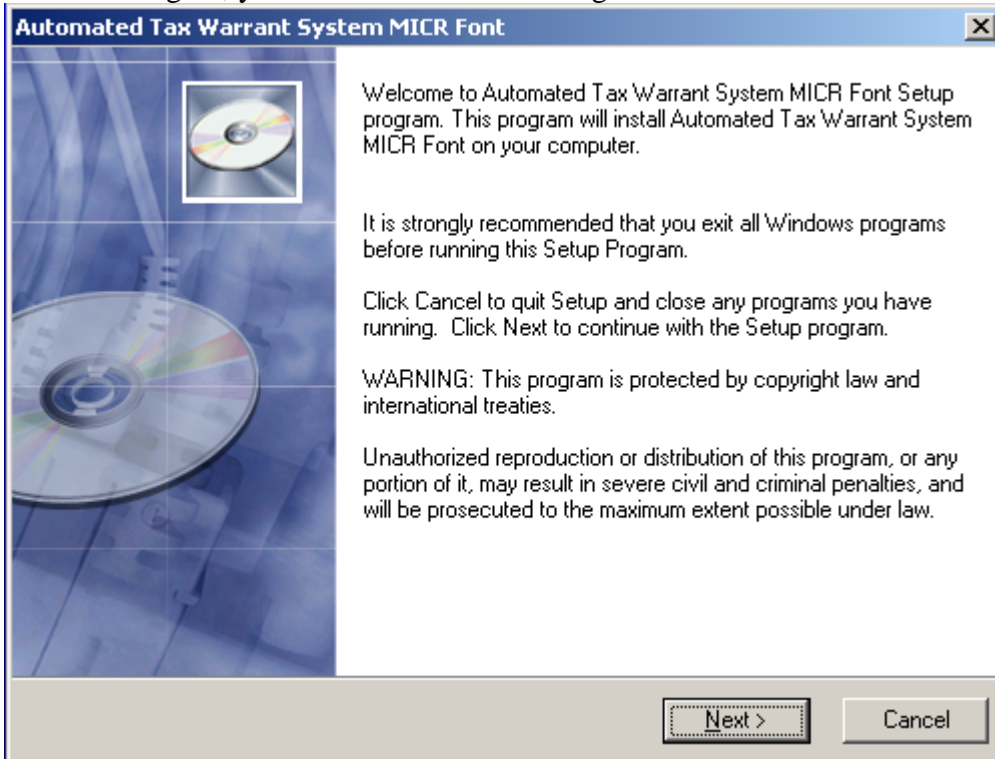 Automated Tax Warrant System MICR Font
Welcome to Automated Tax Warrant System MICR Font Setup
program. This program will install Automated Tax Warrant System
MICR Font on your computer.
It is strongly recommended that you exit all Windows programs
before running this Setup Program.
Click Cancel to quit Setup and close any programs you have
running.  Click Next to continue with the Setup program.
WARNING: This program is protected by copyright law and
international treaties.
Unauthorized reproduction or distribution of this program, or any
portion of it, may result in severe civil and criminal penalties, and
will be prosecuted to the maximum extent possible under law.
Next > Cancel